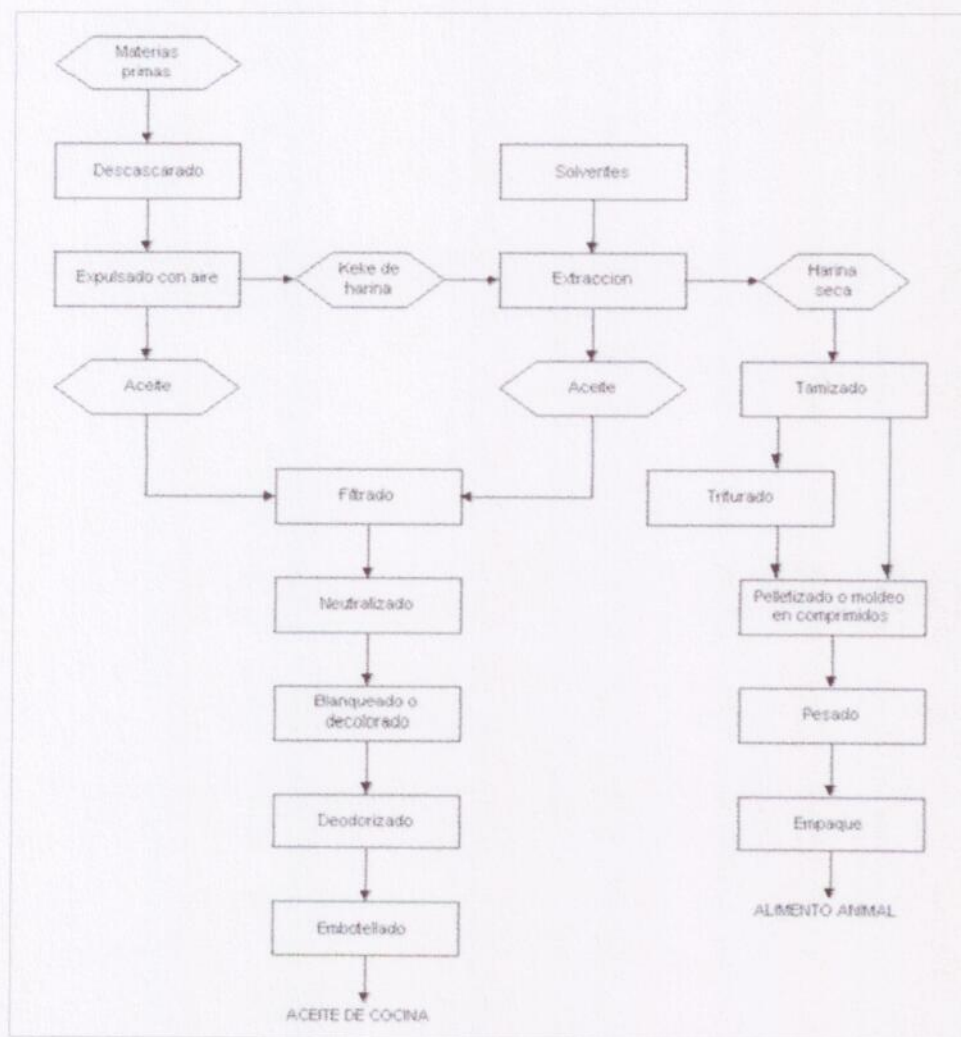 Materias
primas
Descascarado
Solventes
Expulsado con aire
Keke de
harina
Extraccion
Harina
seca
Aceite
Aceite
Tamizado
Filtrado
Triturado
Neutralizado
Pelletizado o moldeo
en comprimidos
Blanqueado o
decolorado
Pesado
Deodorizado
Empaque
Embotellado
ALIMENTO ANIMAL
ACEITE DE COCINA